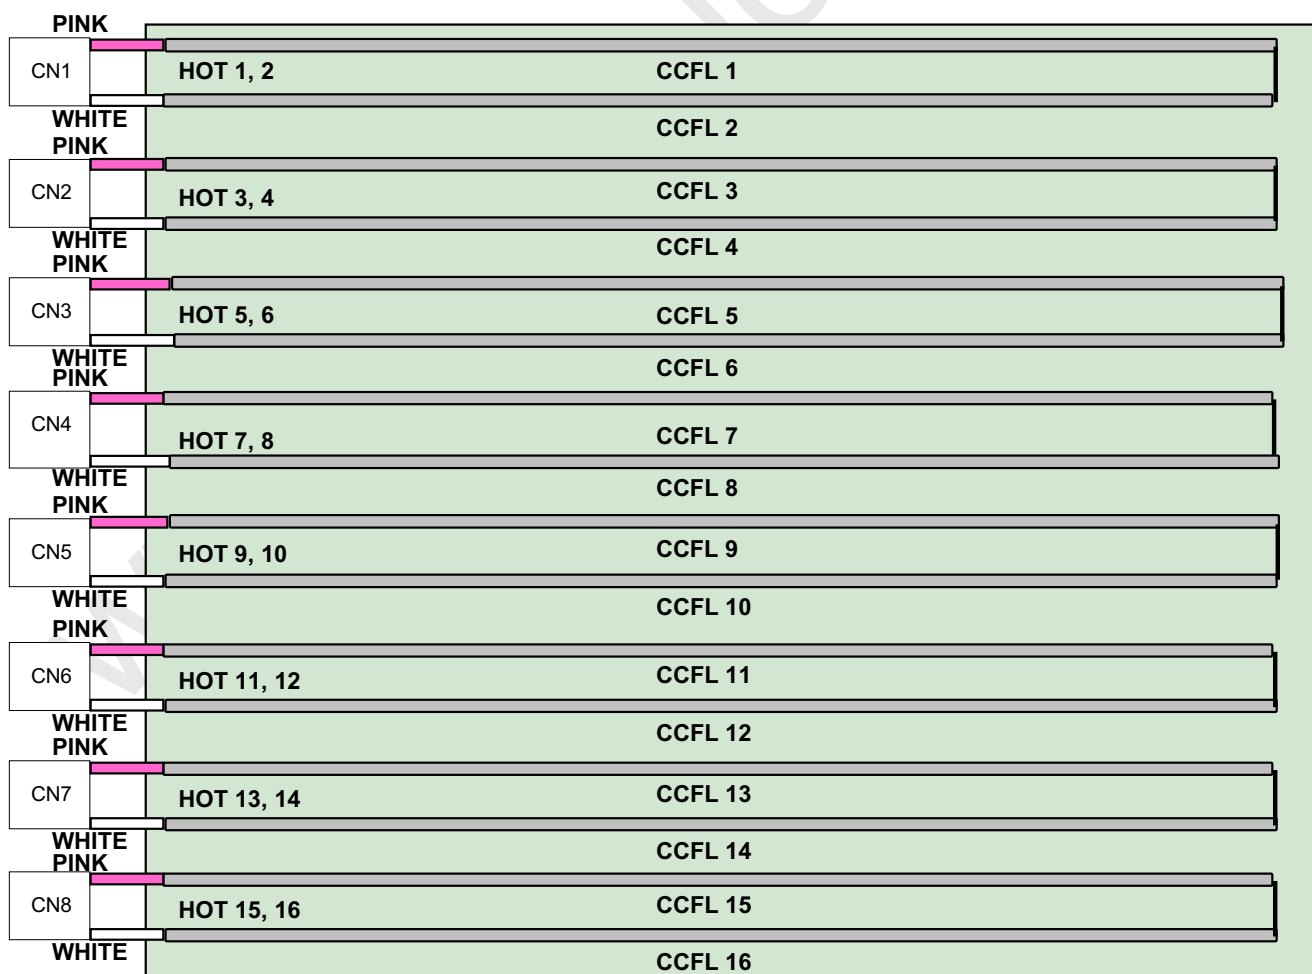 PINK
CN1 HOT 1, 2 CCFL 1
WHITE CCFL 2
PINK
CN2 HOT 3, 4 CCFL 3
WHITE CCFL 4
PINK
CN3 HOT 5, 6 CCFL 5
WHITE CCFL 6
PINK
CN4 HOT 7, 8 CCFL 7
WHITE CCFL 8
PINK
CN5 HOT 9, 10 CCFL 9
WHITE CCFL 10
PINK
CN6 HOT 11, 12 CCFL 11
WHITE CCFL 12
PINK
CN7 HOT 13, 14 CCFL 13
WHITE CCFL 14
PINK
CN8 HOT 15, 16 CCFL 15
WHITE CCFL 16